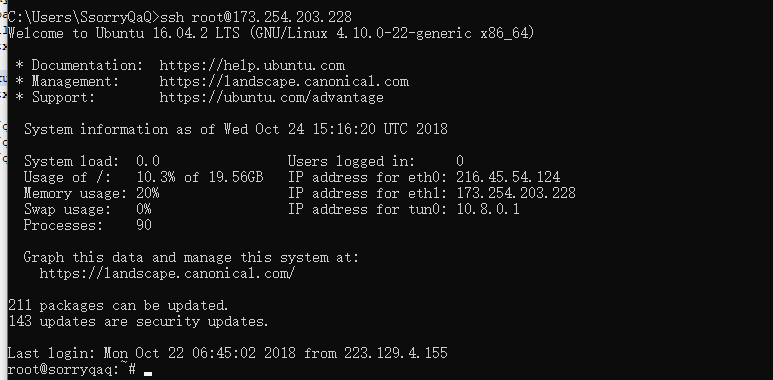 C:\Users\SsorryQaQ>ssh root@173.254.203.228
Welcome to Ubuntu 16.04.2 LTS (GNU/Linux 4.10.0-22-generic x86_64)
* Documentation:  https://help.ubuntu.com
* Management:     https://landscape.canonical.com
* Support:        https://ubuntu.com/advantage
System information as of Wed Oct 24 15:16:20 UTC 2018
System load:  0.0               Users logged in:     0
Usage of /:   10.3% of 19.56GB   IP address for eth0: 216.45.54.124
Memory usage: 20%               IP address for eth1: 173.254.203.228
Swap usage:   0%                IP address for tun0: 10.8.0.1
Processes:    90
Graph this data and manage this system at:
https://landscape.canonical.com/
211 packages can be updated.
143 updates are security updates.
Last login: Mon Oct 22 06:45:02 2018 from 223.129.4.155
root@sorryqaq:~#